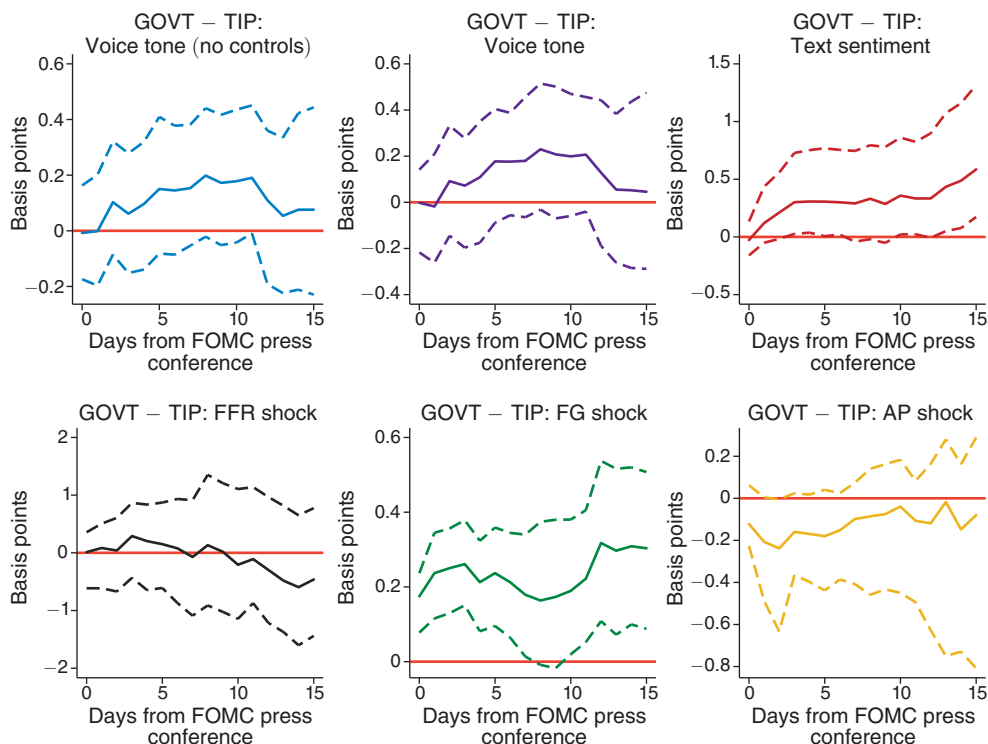 GOVT − TIP:
Voice tone (no controls)
Basis points
0.6
0.4
0.2
0
−0.2
0
5
10
15
Days from FOMC press
conference
GOVT − TIP:
Voice tone
Basis points
0.6
0.4
0.2
0
−0.2
−0.4
0
5
10
15
Days from FOMC press
conference
GOVT − TIP:
Text sentiment
Basis points
1.5
1
0.5
0
−0.5
0
5
10
15
Days from FOMC press
conference
GOVT − TIP: FFR shock
Basis points
2
1
0
−1
−2
0
5
10
15
Days from FOMC press
conference
GOVT − TIP: FG shock
Basis points
0.6
0.4
0.2
0
0
5
10
15
Days from FOMC press
conference
GOVT − TIP: AP shock
Basis points
0.2
0
−0.2
−0.4
−0.6
−0.8
0
5
10
15
Days from FOMC press
conference